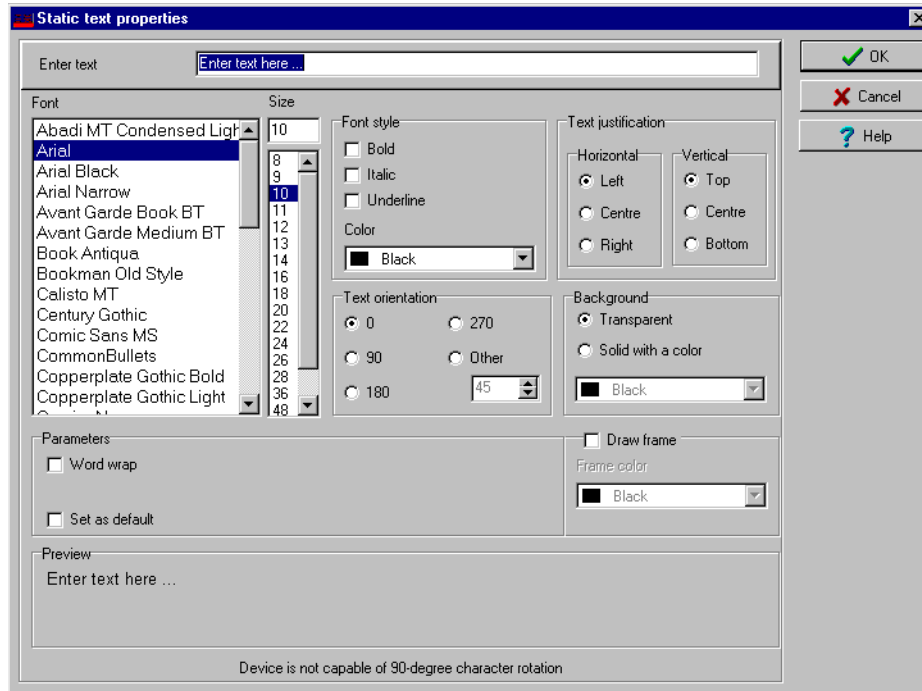 Static text properties
Enter text
Enter text here ...
OK
Cancel
Help
Font
Abadi MT Condensed Ligh
Arial
Arial Black
Arial Narrow
Avant Garde Book BT
Avant Garde Medium BT
Book Antiqua
Bookman Old Style
Calisto MT
Century Gothic
Comic Sans MS
CommonBullets
Copperplate Gothic Bold
Copperplate Gothic Light
Size
10
8
9
10
11
12
13
14
16
18
20
22
24
26
28
36
48
Font style
Bold
Italic
Underline
Color
Black
Text justification
Horizontal
Left
Centre
Right
Vertical
Top
Centre
Bottom
Text orientation
0
90
180
270
Other
45
Background
Transparent
Solid with a color
Black
Parameters
Word wrap
Set as default
Draw frame
Frame color
Black
Preview
Enter text here ...
Device is not capable of 90-degree character rotation